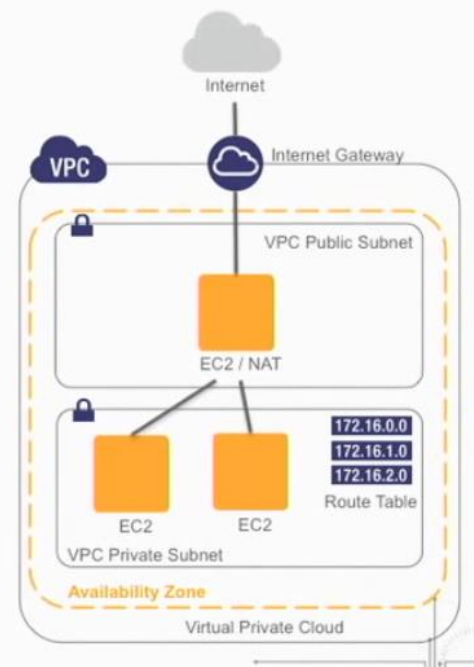 Internet
Internet Gateway
VPC
VPC Public Subnet
EC2 / NAT
172.16.0.0
172.16.1.0
172.16.2.0
Route Table
EC2
EC2
VPC Private Subnet
Availability Zone
Virtual Private Cloud